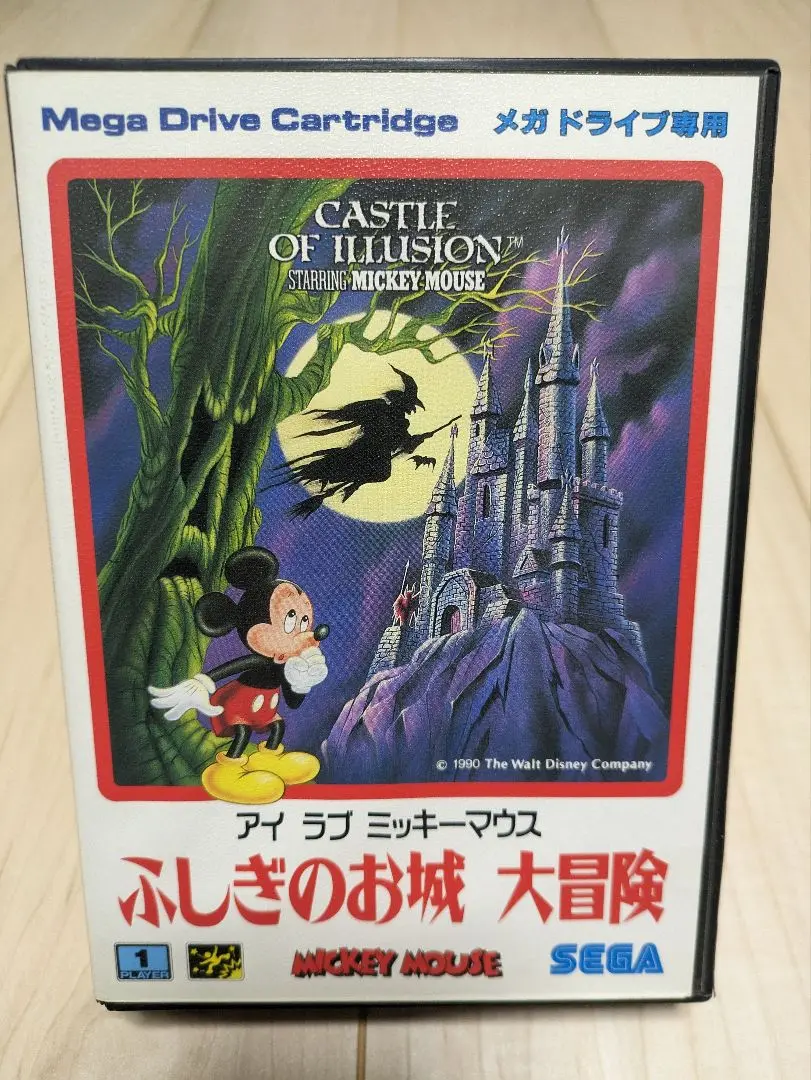 Mega Drive Cartridge メガドライブ専用
CASTLE
OF ILLUSION™
STARRING MICKEY MOUSE
© 1990 The Walt Disney Company
アイ ラブ ミッキーマウス
ふしぎのお城 大冒険
1
PLAYER
MICKEY MOUSE
SEGA